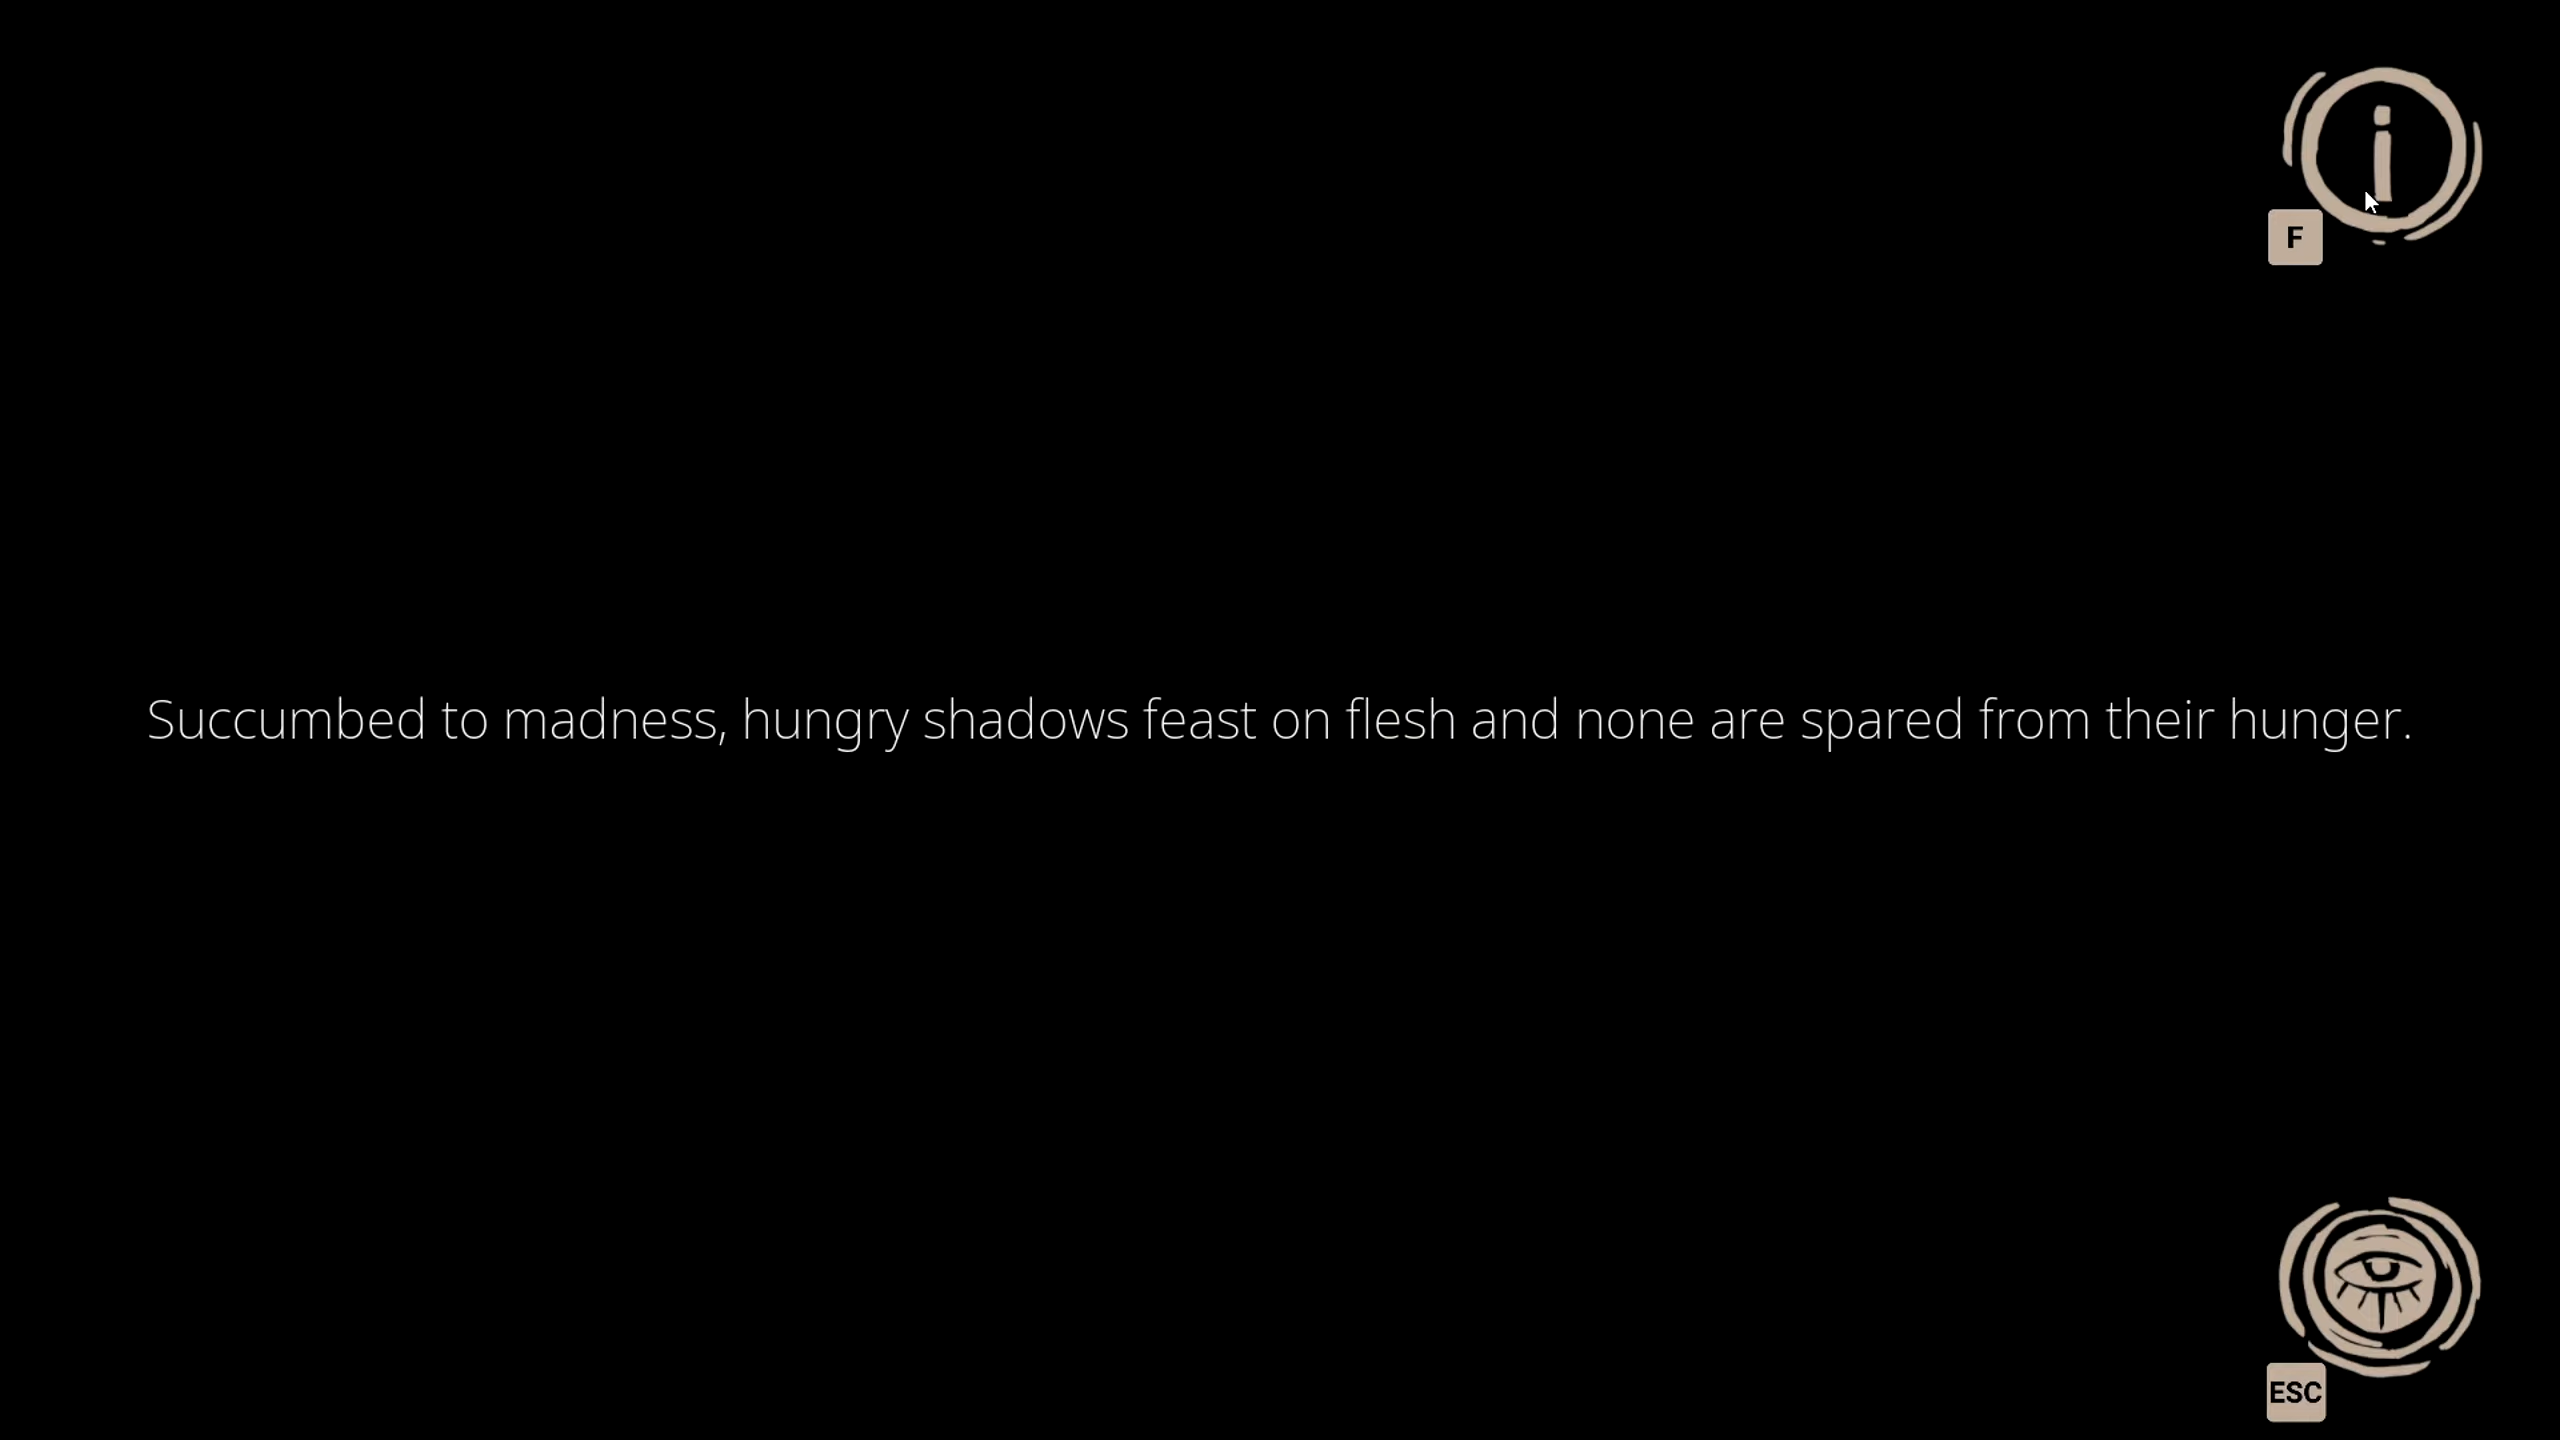 i
F
Succumbed to madness, hungry shadows feast on flesh and none are spared from their hunger.
ESC